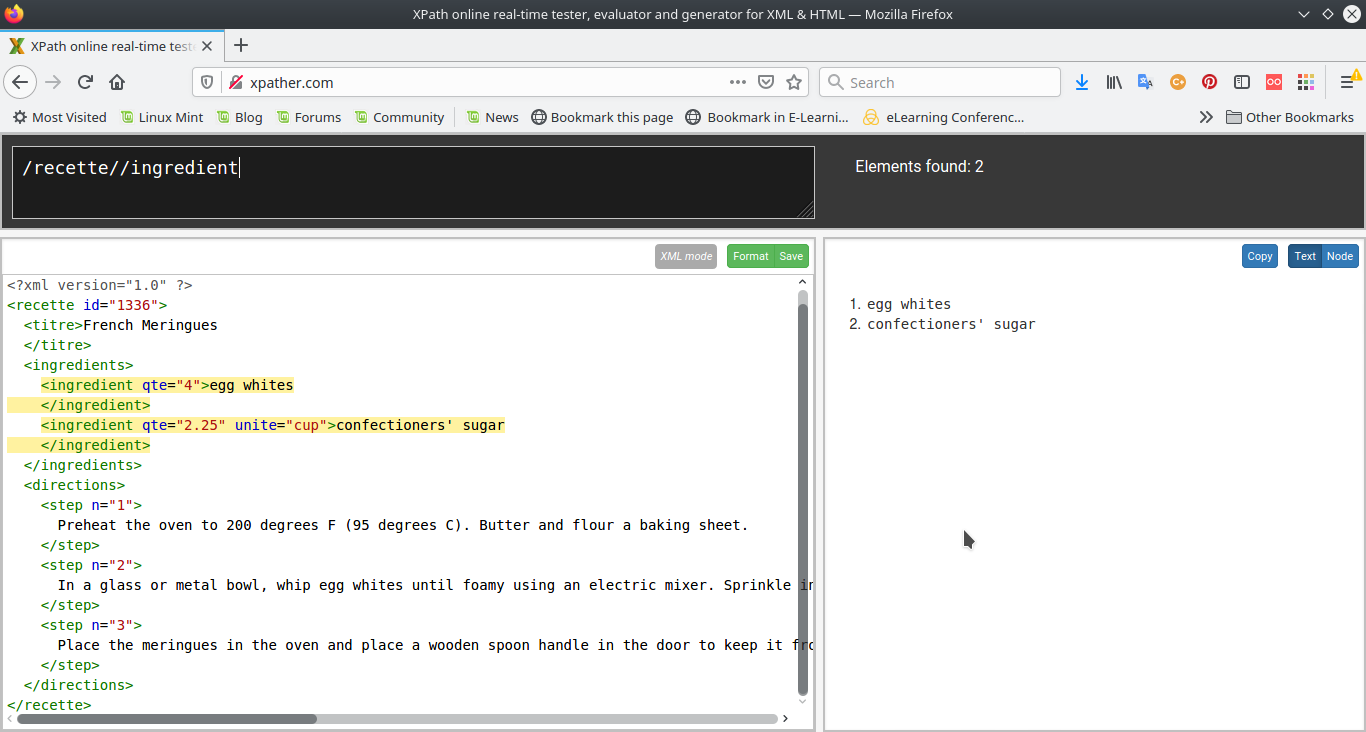 XPath online real-time tester, evaluator and generator for XML & HTML — Mozilla Firefox
XPath online real-time teste
xpather.com
Search
Most Visited Linux Mint Blog Forums Community News Bookmark this page Bookmark in E-Learni... eLearning Conferenc... Other Bookmarks
/recette//ingredient
Elements found: 2
XML mode Format Save
Copy Text Node
<?xml version="1.0" ?>
<recette id="1336">
<titre>French Meringues
</titre>
<ingredients>
<ingredient qte="4">egg whites
</ingredient>
<ingredient qte="2.25" unite="cup">confectioners' sugar
</ingredient>
</ingredients>
<directions>
<step n="1">
Preheat the oven to 200 degrees F (95 degrees C). Butter and flour a baking sheet.
</step>
<step n="2">
In a glass or metal bowl, whip egg whites until foamy using an electric mixer. Sprinkle in
</step>
<step n="3">
Place the meringues in the oven and place a wooden spoon handle in the door to keep it fro
</step>
</directions>
</recette>
1. egg whites
2. confectioners' sugar